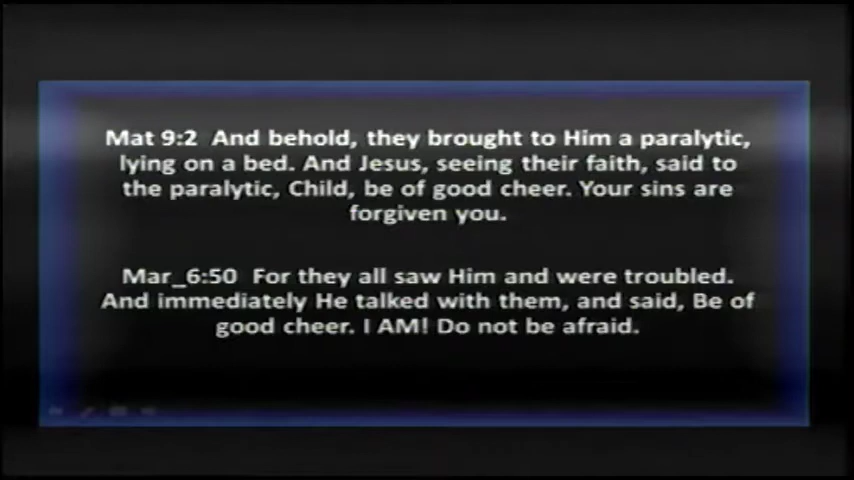 Mat 9:2 And behold, they brought to Him a paralytic,
lying on a bed. And Jesus, seeing their faith, said to
the paralytic, Child, be of good cheer. Your sins are
forgiven you.
Mar_6:50 For they all saw Him and were troubled.
And immediately He talked with them, and said, Be of
good cheer. I AM! Do not be afraid.